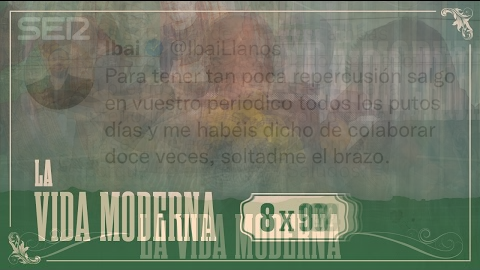 SER
Ibai @IbaiLlanos
Para tener tan poca repercusión salgo
en vuestro periódico todos los putos
días y me habéis dicho de colaborar
doce veces, soltadme el brazo.
LA
VIDA MODERNA
LA VIDA MODERNA